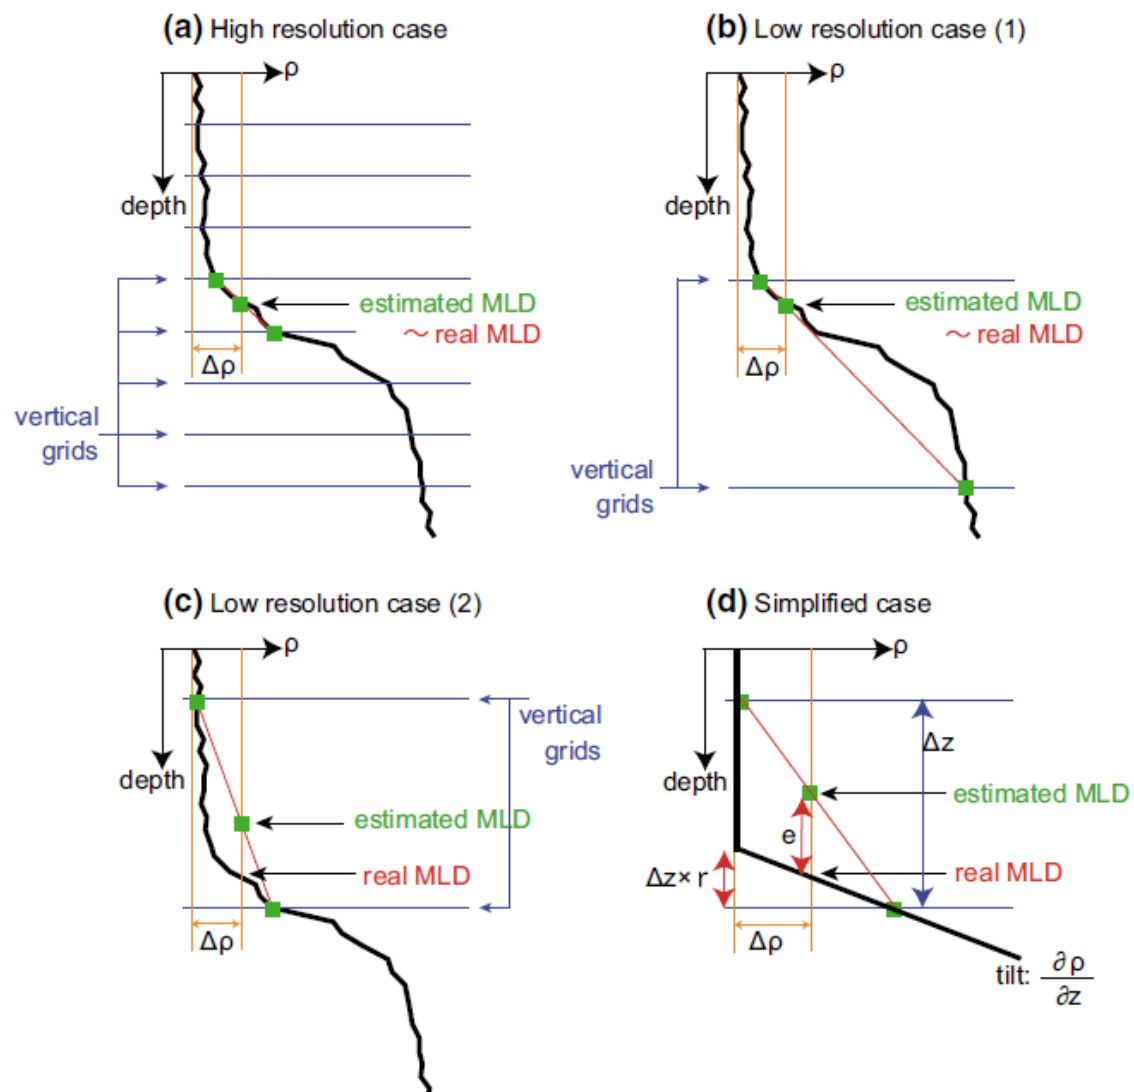 (a) High resolution case
ρ
depth
estimated MLD
～ real MLD
Δρ
vertical
grids
(b) Low resolution case (1)
ρ
depth
estimated MLD
～ real MLD
Δρ
vertical
grids
(c) Low resolution case (2)
ρ
vertical
grids
depth
estimated MLD
real MLD
Δρ
(d) Simplified case
ρ
Δz
depth
estimated MLD
e
real MLD
Δz× r
Δρ
tilt: ∂ρ/∂z